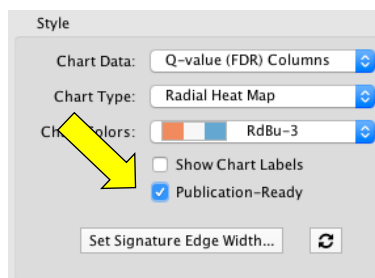 Style
Chart Data: Q-value (FDR) Columns
Chart Type: Radial Heat Map
Colors: RdBu-3
Show Chart Labels
Publication-Ready
Set Signature Edge Width...